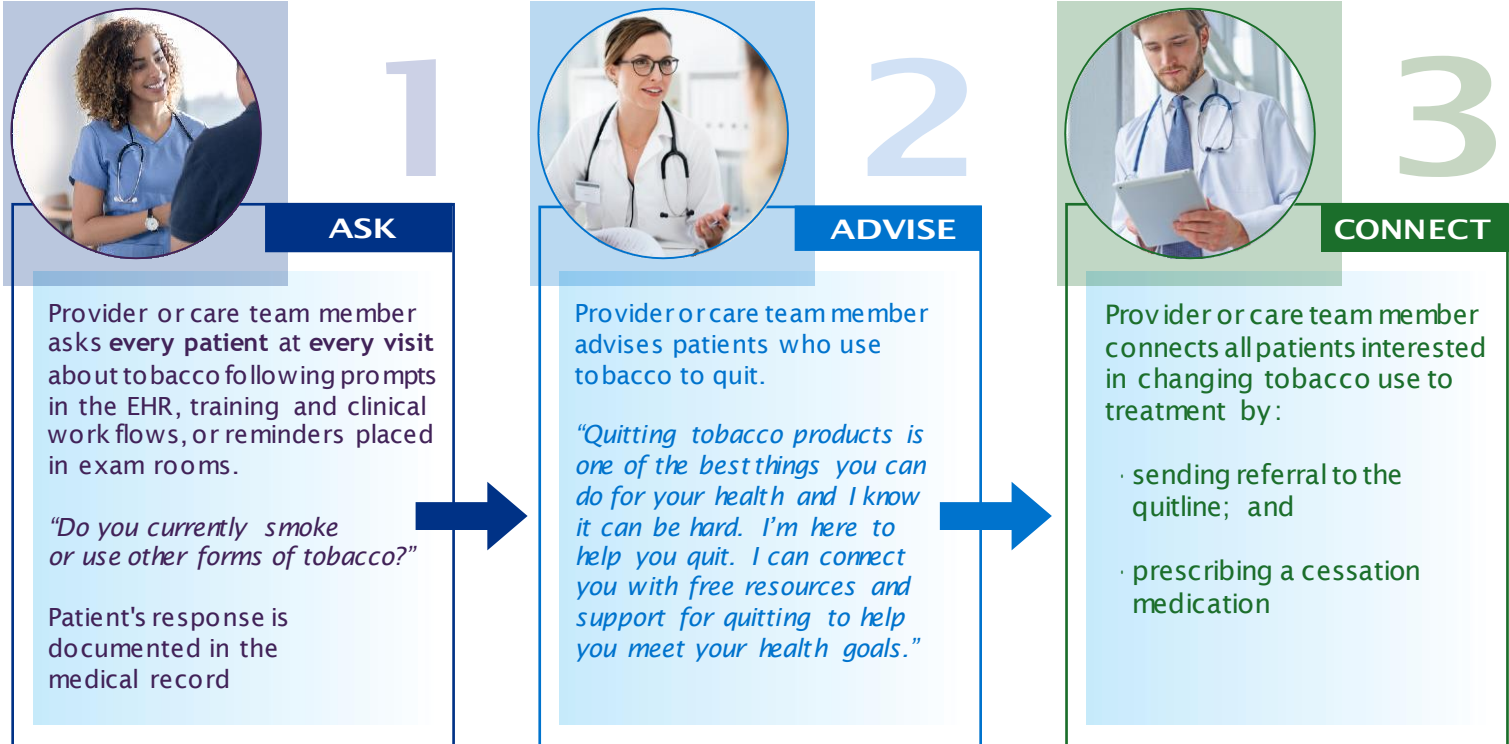 1
ASK
Provider or care team member
asks every patient at every visit
about tobacco following prompts
in the EHR, training and clinical
workflows, or reminders placed
in exam rooms.
“Do you currently smoke
or use other forms of tobacco?”
Patient's response is
documented in the
medical record
2
ADVISE
Provider or care team member
advises patients who use
tobacco to quit.
“Quitting tobacco products is
one of the best things you can
do for your health and I know
it can be hard. I’m here to
help you quit. I can connect
you with free resources and
support for quitting to help
you meet your health goals.”
3
CONNECT
Provider or care team member
connects all patients interested
in changing tobacco use to
treatment by:
· sending referral to the
quitline; and
· prescribing a cessation
medication